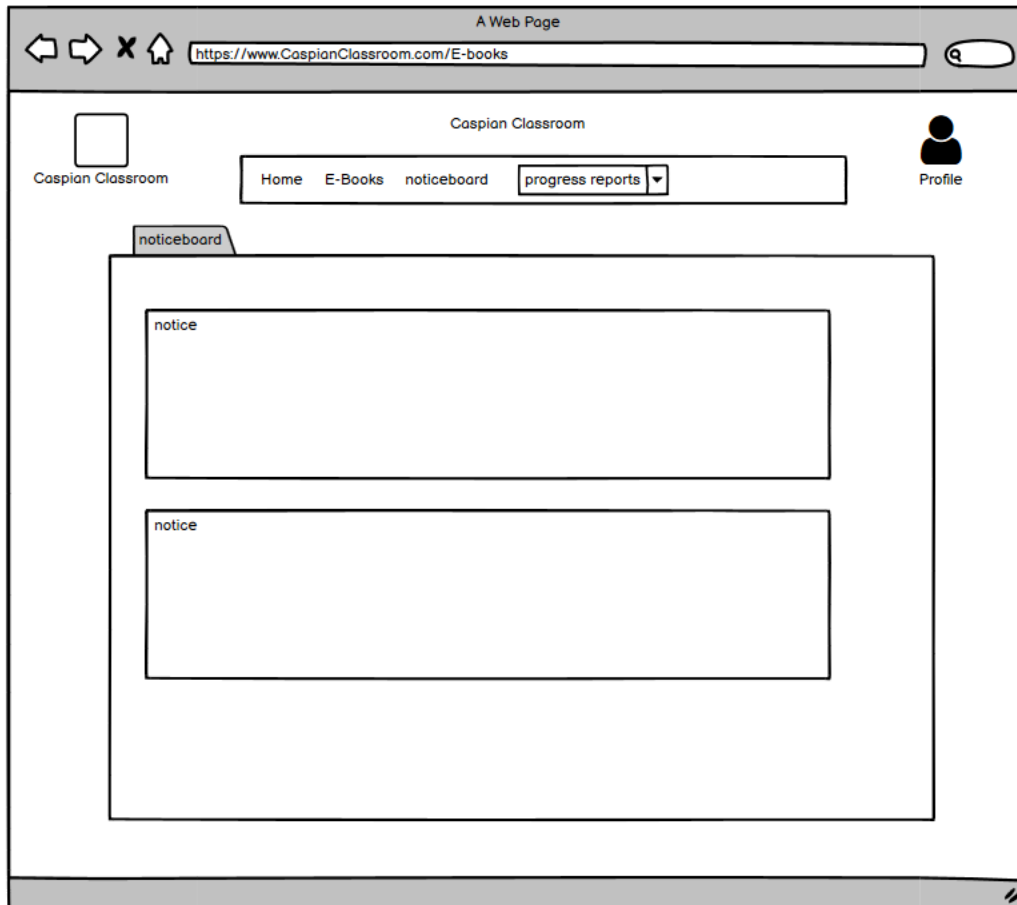 A Web Page
https://www.CaspianClassroom.com/E-books
Caspian Classroom
Caspian Classroom
Home E-Books noticeboard progress reports
Profile
noticeboard
notice
notice